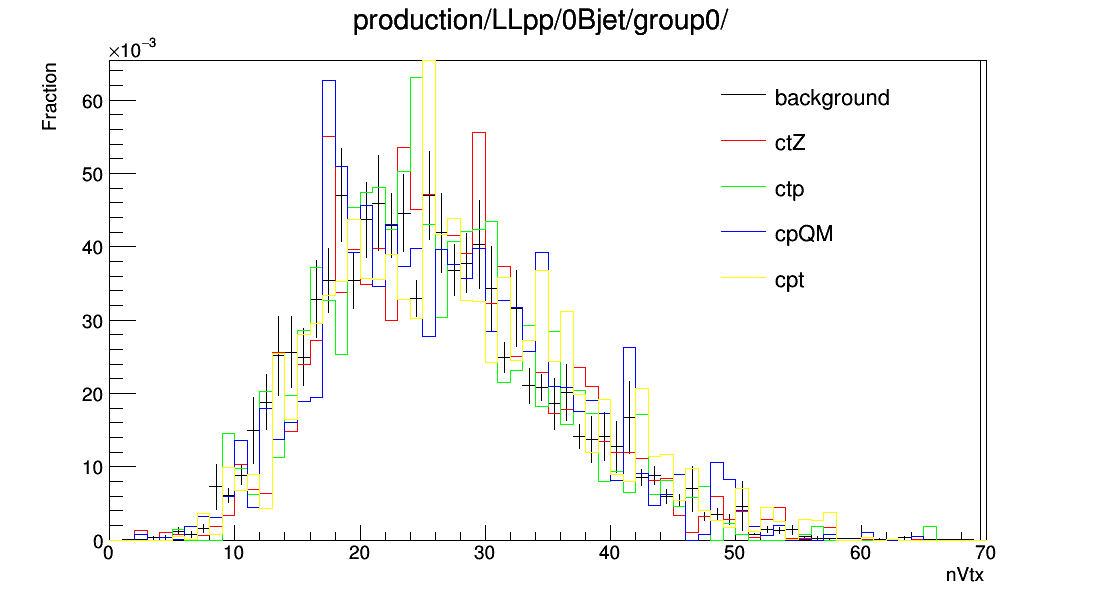 production/LLpp/0Bjet/group0/
×10⁻³
Fraction
60
50
40
30
20
10
0
background
ctZ
ctp
cpQM
cpt
0 10 20 30 40 50 60 70
nVtx